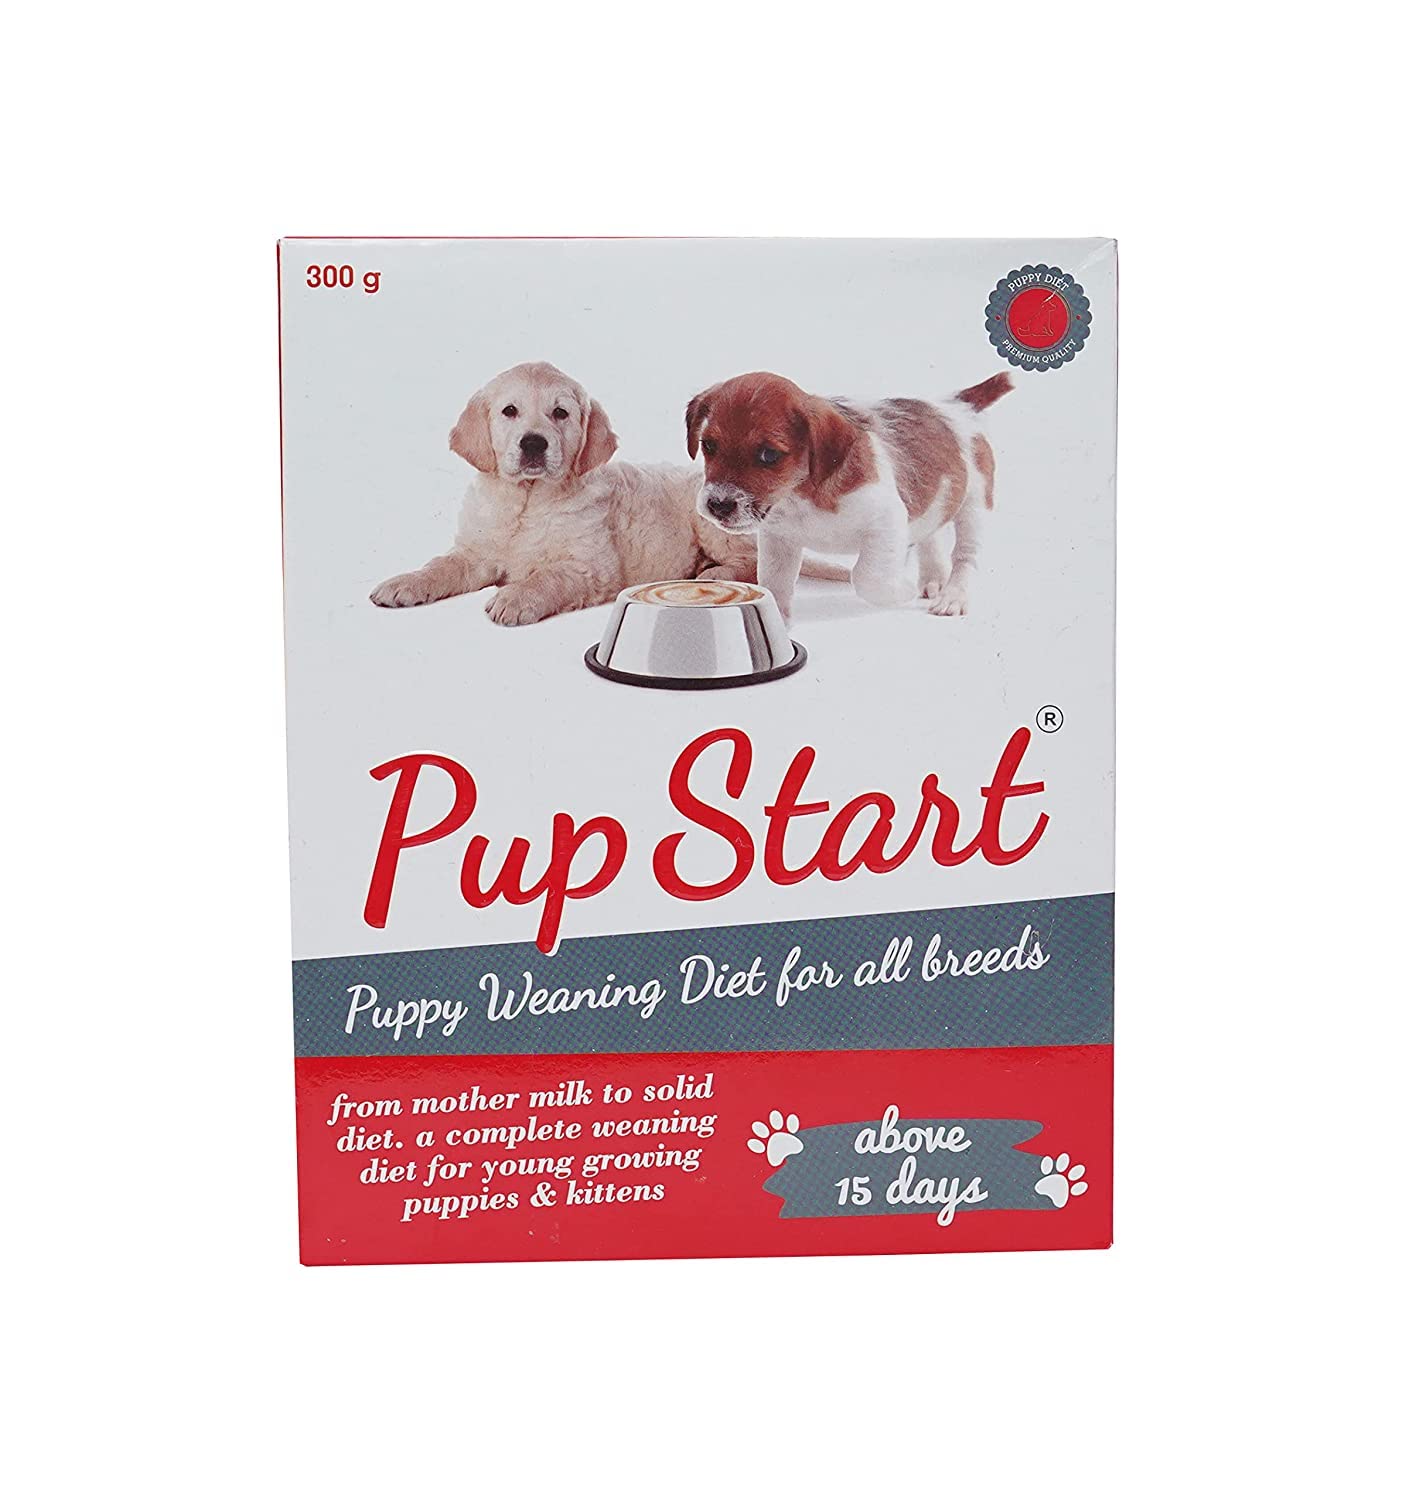 300 g
PUPPY DIET
PREMIUM QUALITY
Pup Start®
Puppy Weaning Diet for all breeds
from mother milk to solid
diet. a complete weaning
diet for young growing
puppies & kittens
above
15 days